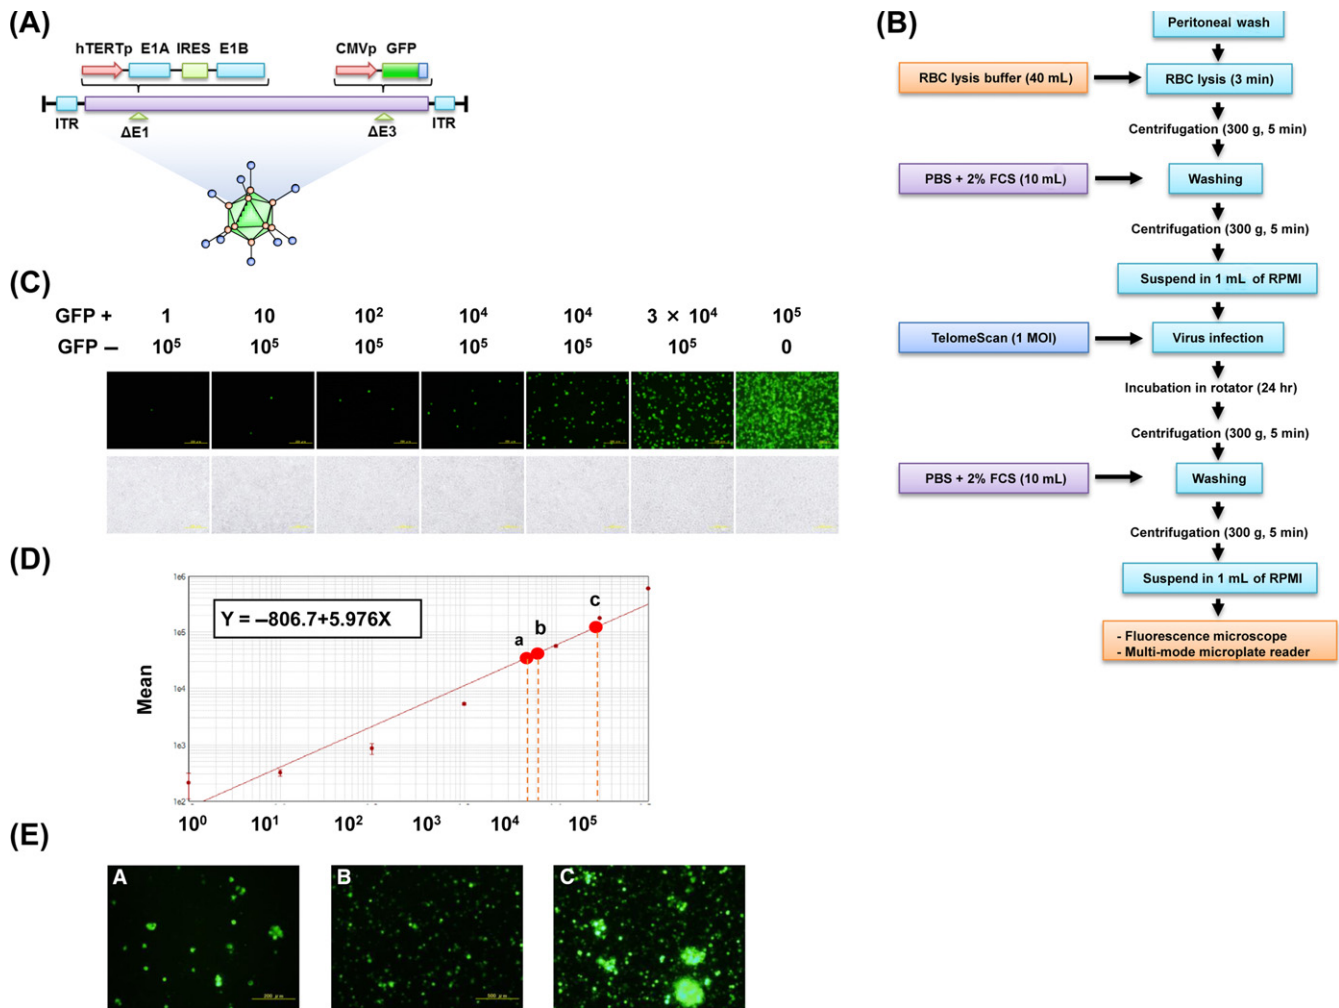 (A)
hTERTp E1A IRES E1B
CMVp GFP
ITR
ΔE1
ΔE3
ITR
(B)
Peritoneal wash
RBC lysis buffer (40 mL)
RBC lysis (3 min)
Centrifugation (300 g, 5 min)
PBS + 2% FCS (10 mL)
Washing
Centrifugation (300 g, 5 min)
Suspend in 1 mL of RPMI
TelomeScan (1 MOI)
Virus infection
Incubation in rotator (24 hr)
Centrifugation (300 g, 5 min)
PBS + 2% FCS (10 mL)
Washing
Centrifugation (300 g, 5 min)
Suspend in 1 mL of RPMI
- Fluorescence microscope
- Multi-mode microplate reader
(C)
GFP + 1 10 10² 10⁴ 10⁴ 3 × 10⁴ 10⁵
GFP – 10⁵ 10⁵ 10⁵ 10⁵ 10⁵ 10⁵ 0
(D)
Y = –806.7+5.976X
a
b
c
Mean
1e6
1e5
1e4
1e3
1e2
10⁰ 10¹ 10² 10³ 10⁴ 10⁵
(E)
A
B
C